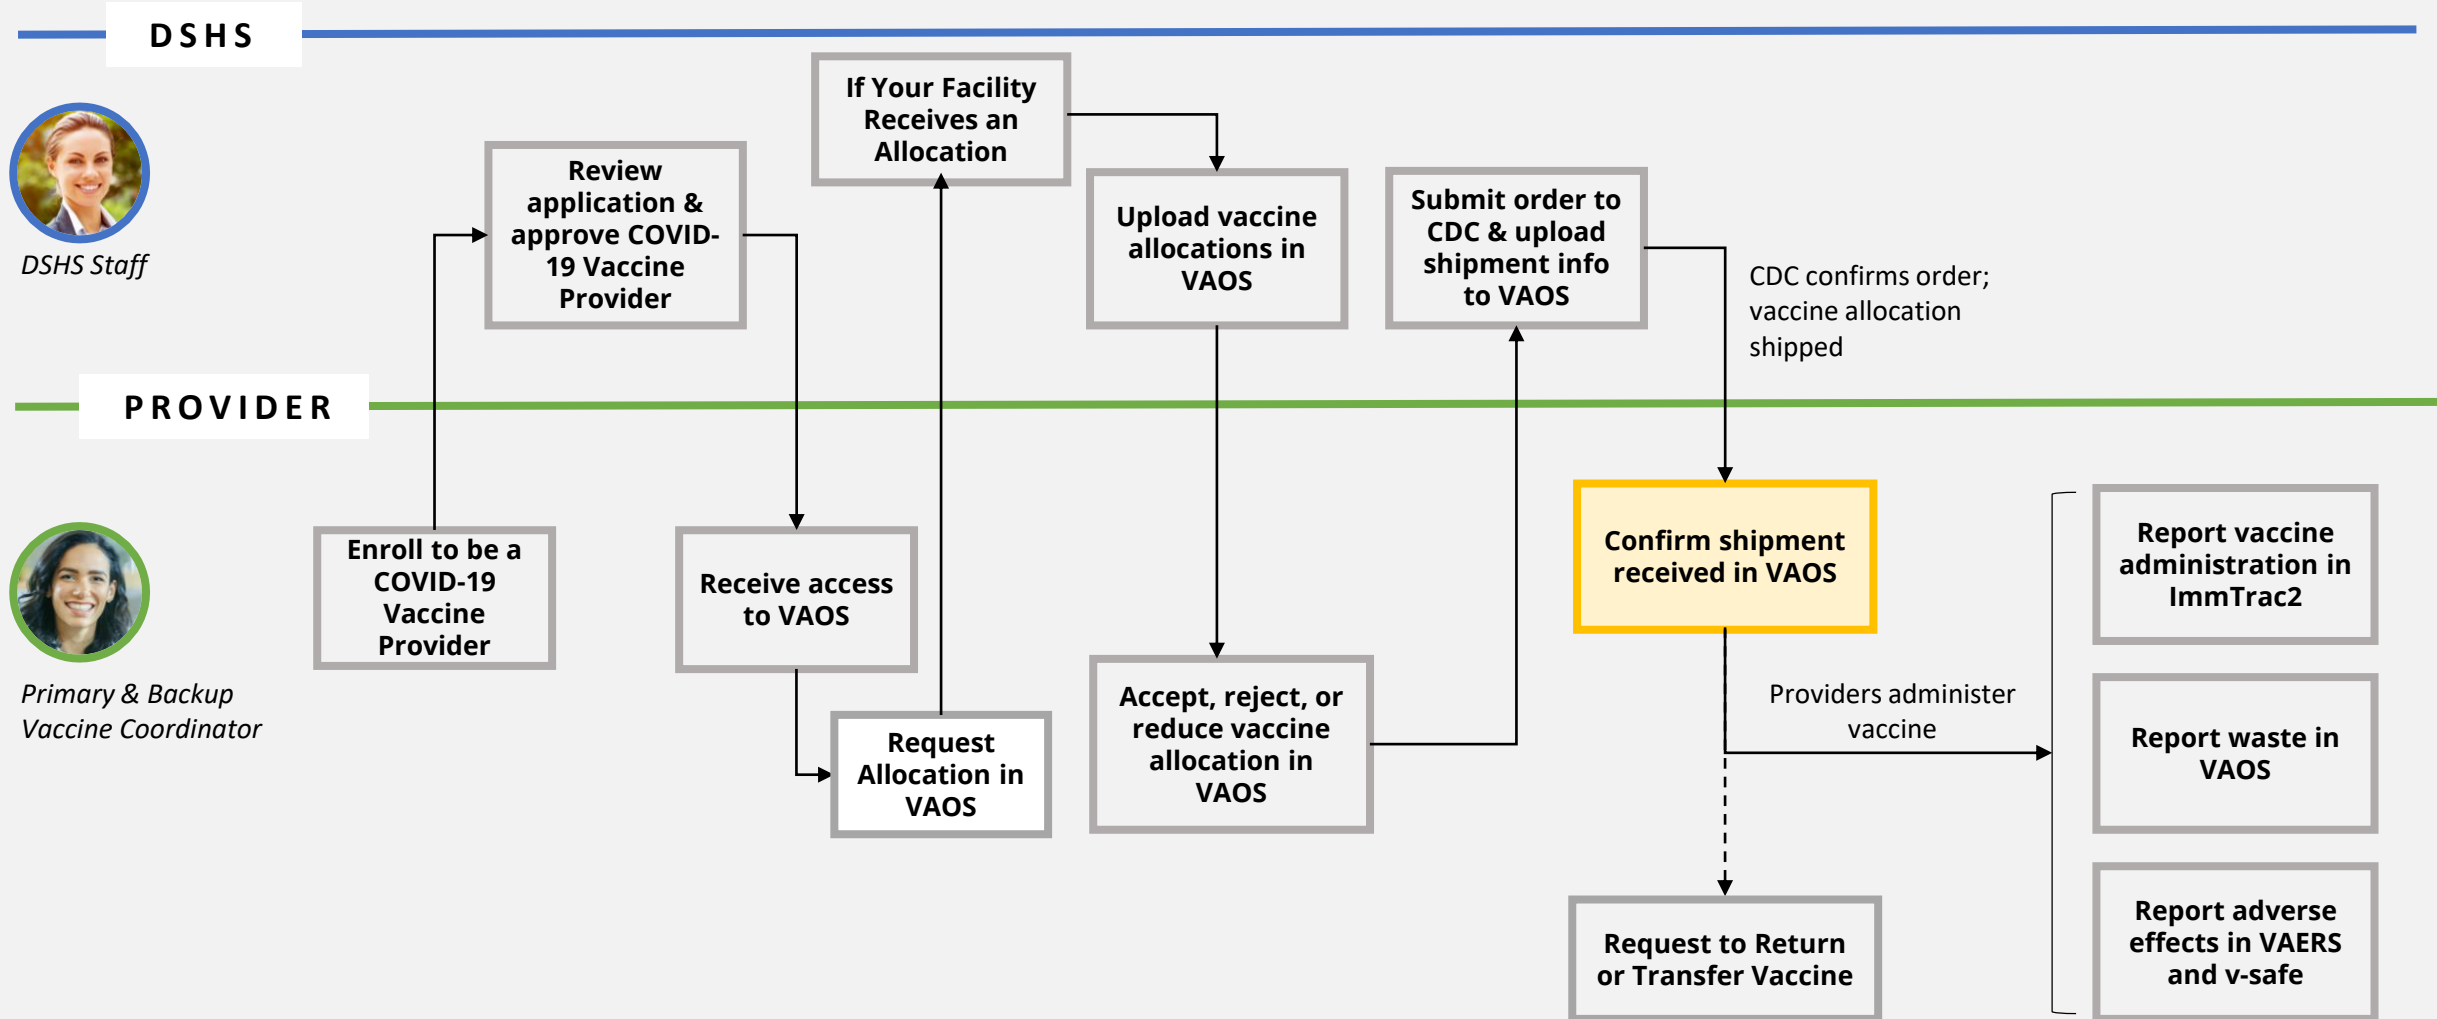 DSHS
DSHS Staff
Review
application &
approve COVID-
19 Vaccine
Provider
If Your Facility
Receives an
Allocation
Upload vaccine
allocations in
VAOS
Submit order to
CDC & upload
shipment info
to VAOS
CDC confirms order;
vaccine allocation
shipped
PROVIDER
Primary & Backup
Vaccine Coordinator
Enroll to be a
COVID-19
Vaccine
Provider
Receive access
to VAOS
Request
Allocation in
VAOS
Accept, reject, or
reduce vaccine
allocation in
VAOS
Confirm shipment
received in VAOS
Providers administer
vaccine
Request to Return
or Transfer Vaccine
Report vaccine
administration in
ImmTrac2
Report waste in
VAOS
Report adverse
effects in VAERS
and v-safe